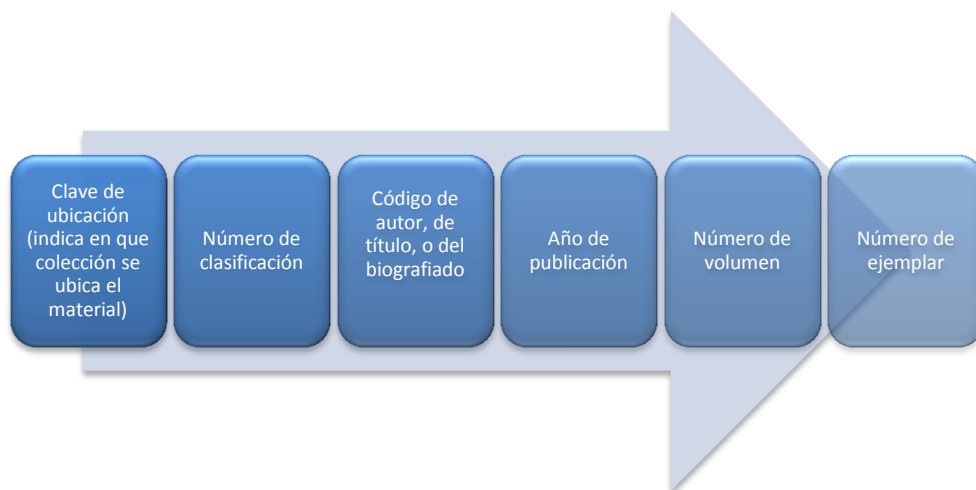 Clave de
ubicación
(indica en que
colección se
ubica el
material)
Número de
clasificación
Código de
autor, de
título, o del
biografiado
Año de
publicación
Número de
volumen
Número de
ejemplar